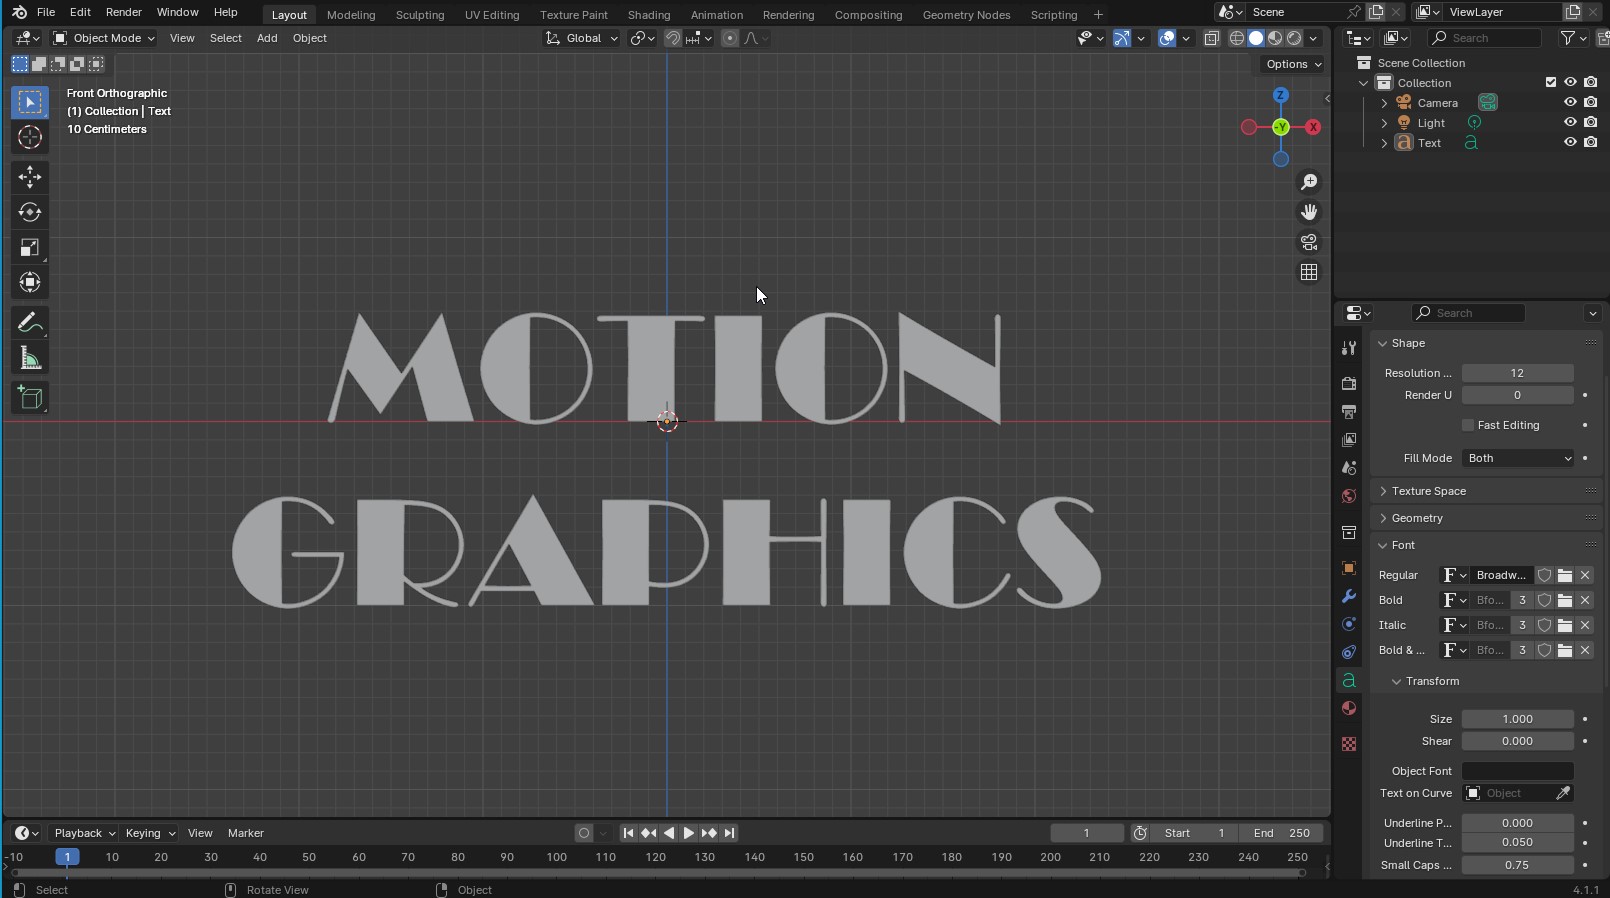 File Edit Render Window Help Layout Modeling Sculpting UV Editing Texture Paint Shading Animation Rendering Compositing Geometry Nodes Scripting + Scene ViewLayer
Object Mode View Select Add Object Global Search
Options
Front Orthographic
(1) Collection | Text
10 Centimeters
Z
-Y
X
MOTION
GRAPHICS
Scene Collection
Collection
Camera
Light
Text
Search
Shape
Resolution ... 12
Render U 0
Fast Editing
Fill Mode Both
Texture Space
Geometry
Font
Regular F Broadw...
Bold F Bfo... 3
Italic F Bfo... 3
Bold & ... F Bfo... 3
Transform
Size 1.000
Shear 0.000
Object Font
Text on Curve Object
Underline P... 0.000
Underline T... 0.050
Small Caps ... 0.75
Playback Keying View Marker 1 Start 1 End 250
-10 1 10 20 30 40 50 60 70 80 90 100 110 120 130 140 150 160 170 180 190 200 210 220 230 240 250
Select Rotate View Object 4.1.1